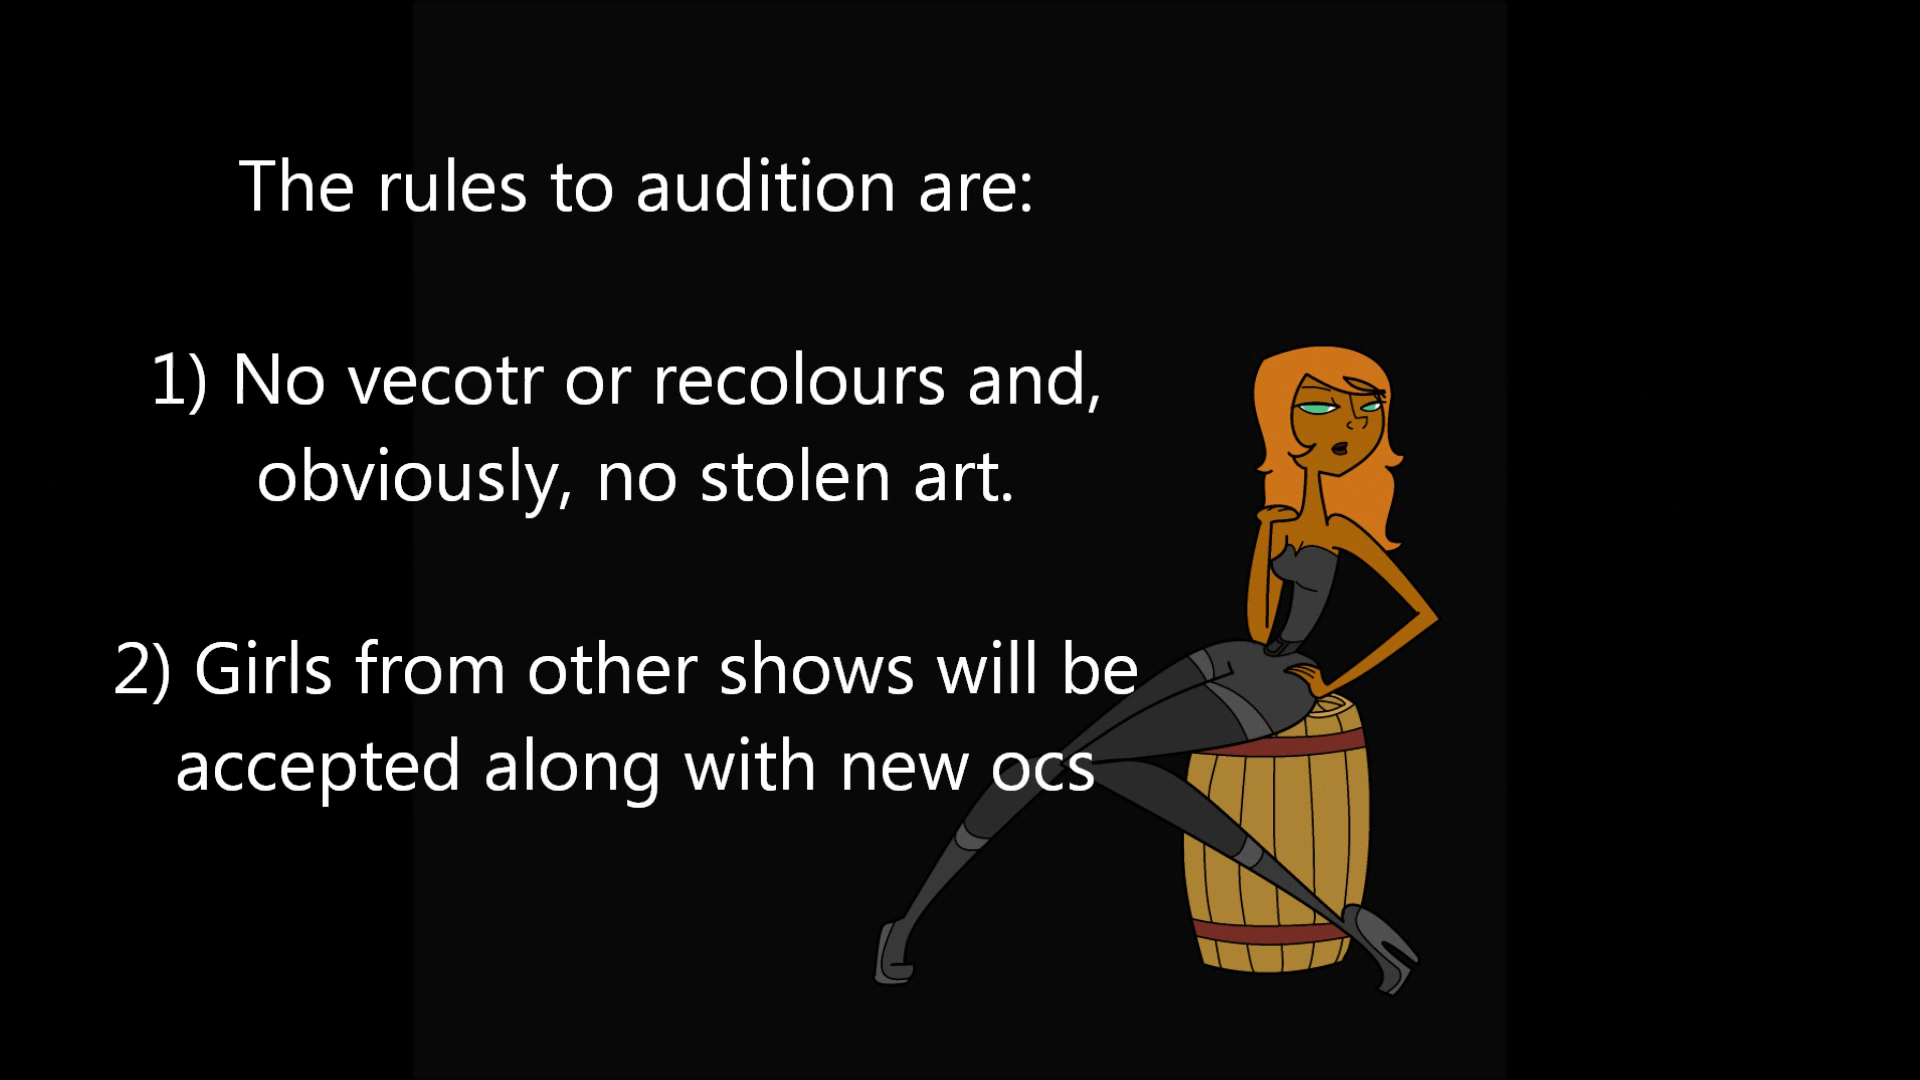 The rules to audition are:
1) No vecotr or recolours and,
obviously, no stolen art.
2) Girls from other shows will be
accepted along with new ocs